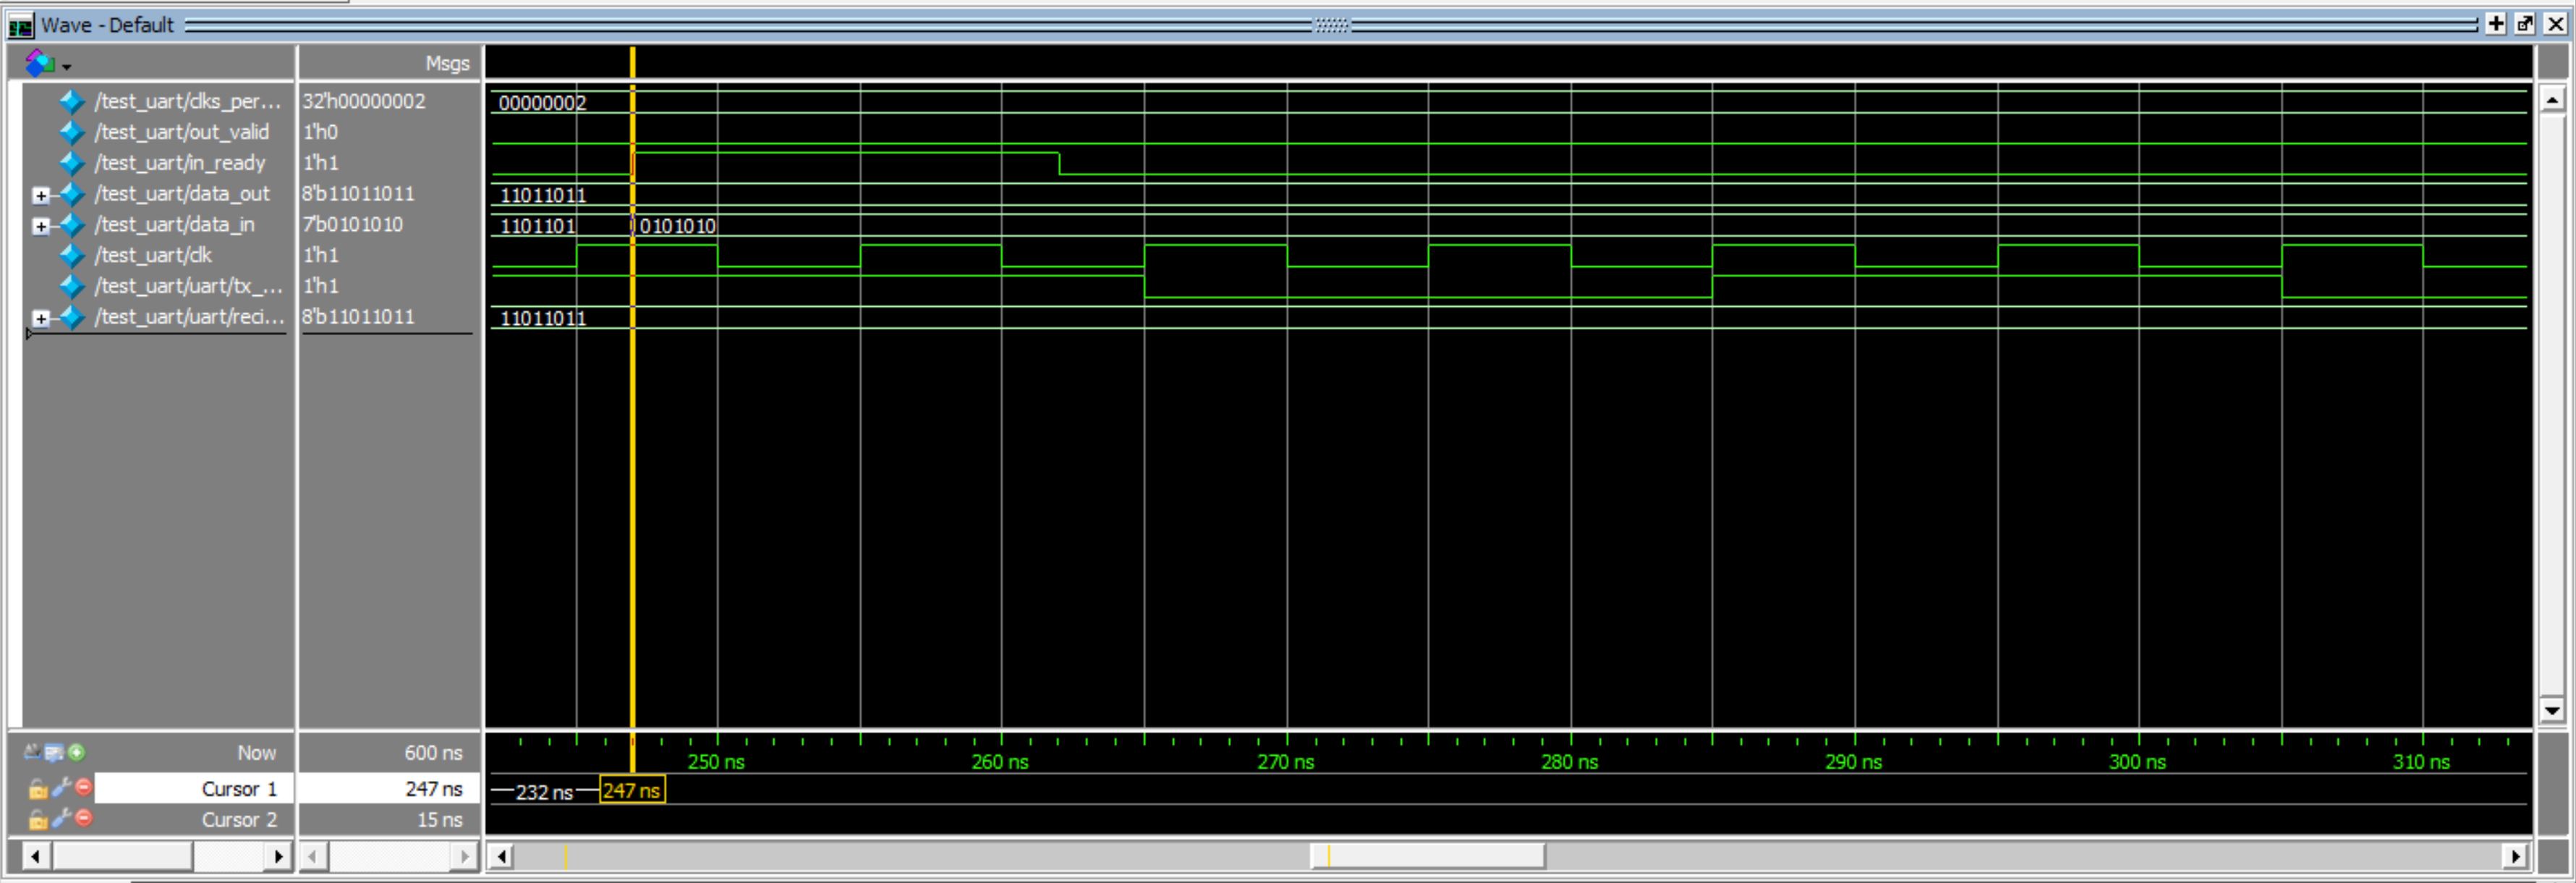 Wave - Default
Msgs
/test_uart/clks_per... 32'h00000002 00000002
/test_uart/out_valid 1'h0
/test_uart/in_ready 1'h1
/test_uart/data_out 8'b11011011 11011011
/test_uart/data_in 7'b0101010 1101101 0101010
/test_uart/clk 1'h1
/test_uart/uart/tx_... 1'h1
/test_uart/uart/reci... 8'b11011011 11011011
Now 600 ns 250 ns 260 ns 270 ns 280 ns 290 ns 300 ns 310 ns
Cursor 1 247 ns 232 ns 247 ns
Cursor 2 15 ns